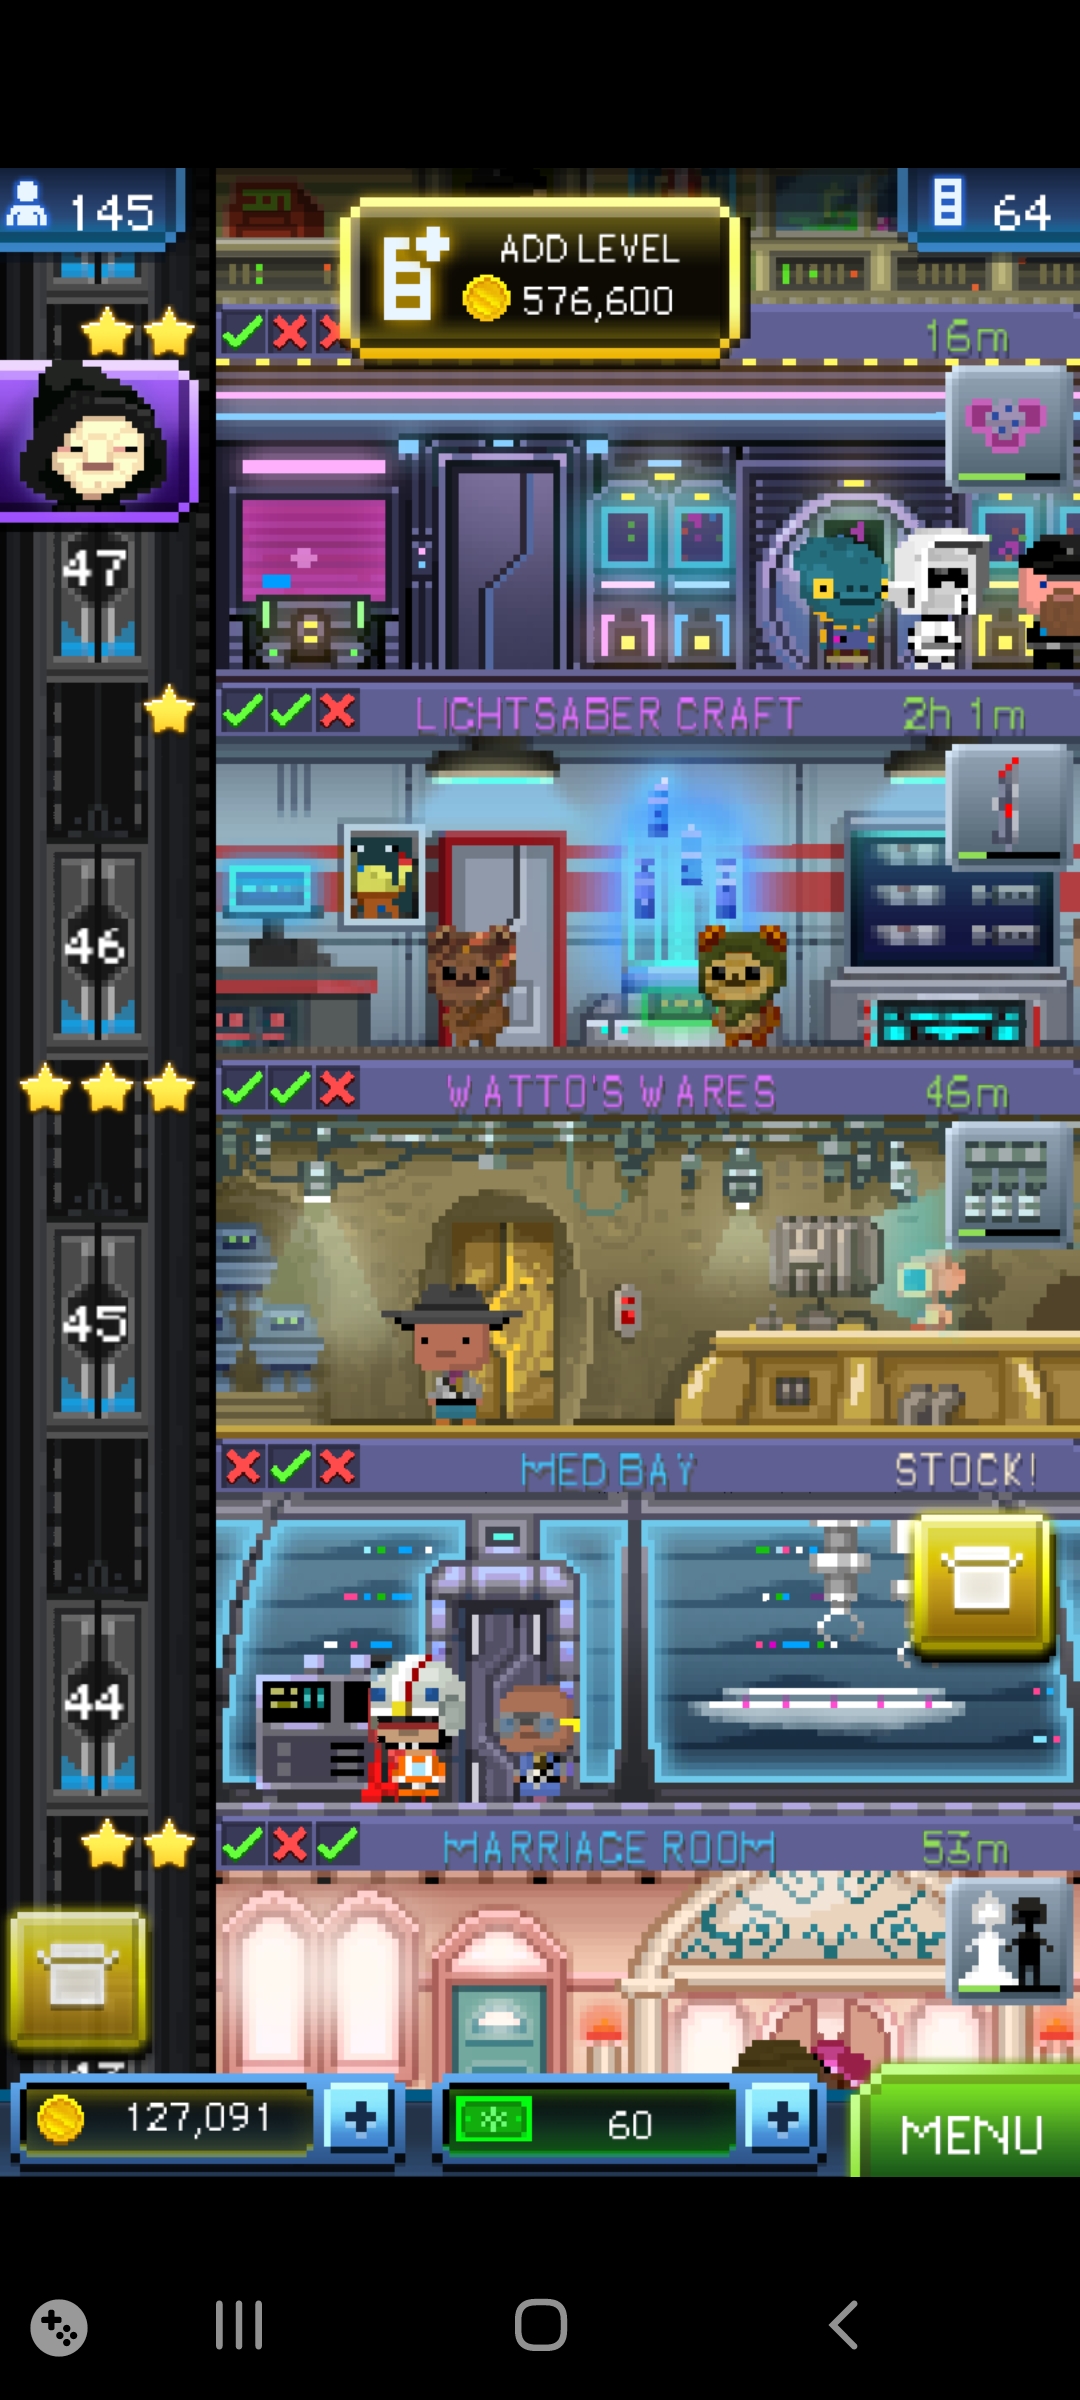 145
ADD LEVEL
576,600
64
16m
47
LIGHTSABER CRAFT
2h 1m
46
WATTO'S WARES
46m
45
MED BAY
STOCK!
44
MARRIAGE ROOM
127,091
60
MENU